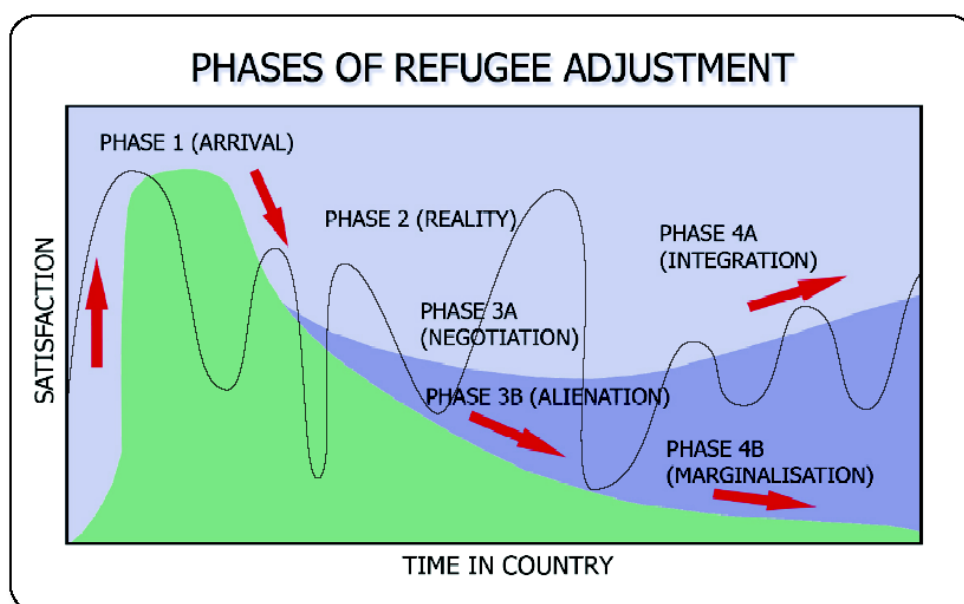 PHASES OF REFUGEE ADJUSTMENT
PHASE 1 (ARRIVAL)
PHASE 2 (REALITY)
PHASE 4A
(INTEGRATION)
PHASE 3A
(NEGOTIATION)
PHASE 3B (ALIENATION)
PHASE 4B
(MARGINALISATION)
SATISFACTION
TIME IN COUNTRY